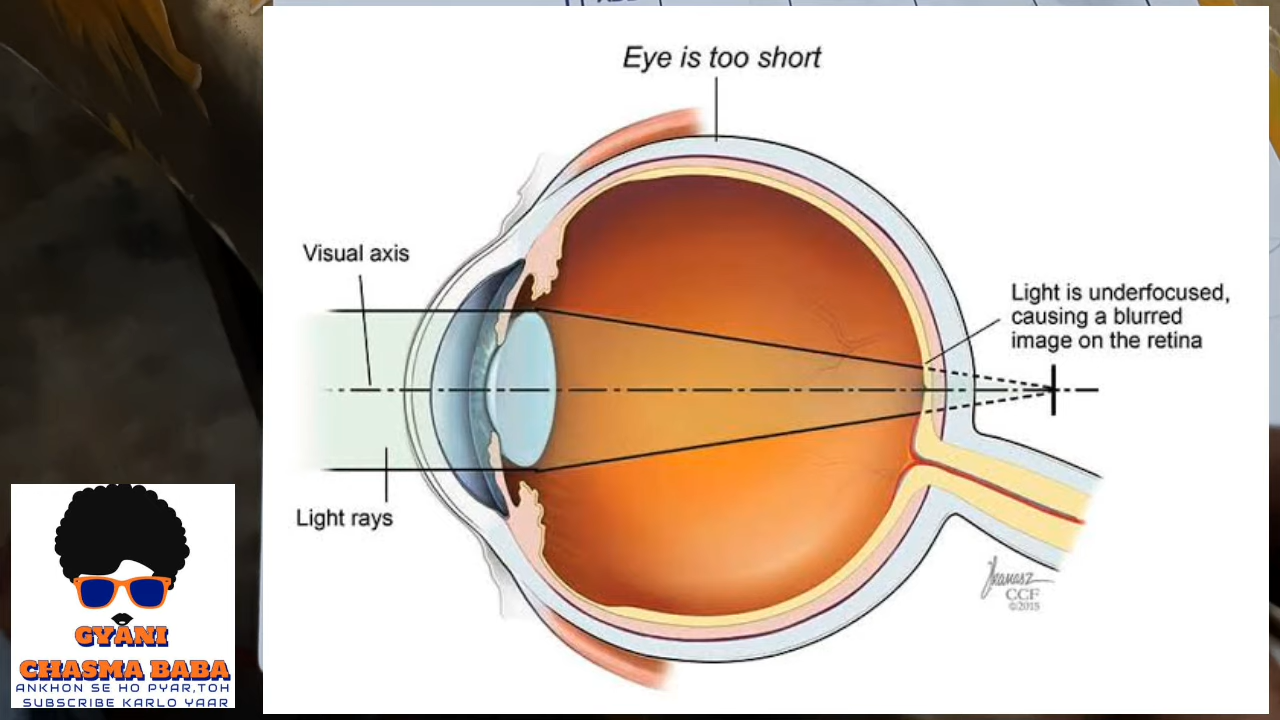 Eye is too short
Visual axis
Light is underfocused,
causing a blurred
image on the retina
Light rays
CCF
©2015
GYANI
CHASMA BABA
ANKHON SE HO PYAR,TOH
SUBSCRIBE KARLO YAAR